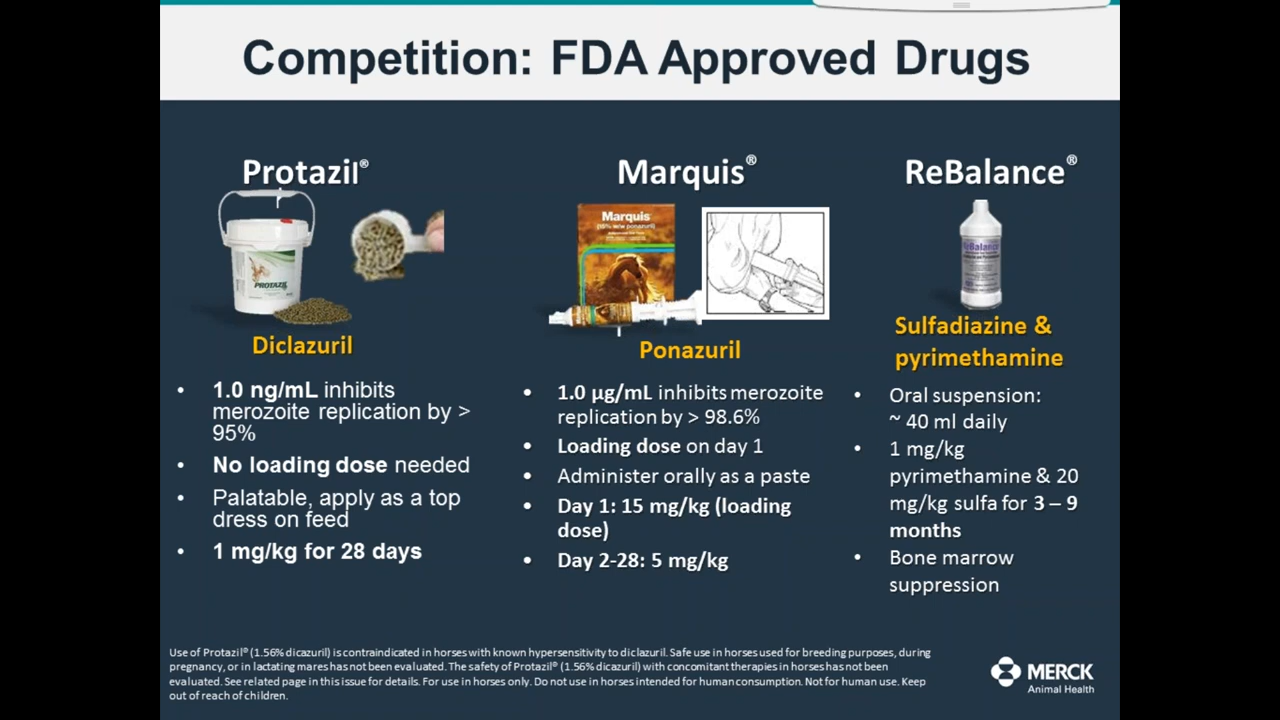 Competition: FDA Approved Drugs
Protazil®
Diclazuril
• 1.0 ng/mL inhibits
merozoite replication by >
95%
• No loading dose needed
• Palatable, apply as a top
dress on feed
• 1 mg/kg for 28 days
Marquis®
Marquis
(15% w/w ponazuril)
Ponazuril
• 1.0 µg/mL inhibits merozoite
replication by > 98.6%
• Loading dose on day 1
• Administer orally as a paste
• Day 1: 15 mg/kg (loading
dose)
• Day 2-28: 5 mg/kg
ReBalance®
ReBalance
Sulfadiazine &
pyrimethamine
• Oral suspension:
~ 40 ml daily
• 1 mg/kg
pyrimethamine & 20
mg/kg sulfa for 3 – 9
months
• Bone marrow
suppression
PROTAZIL
Use of Protazil® (1.56% dicazuril) is contraindicated in horses with known hypersensitivity to diclazuril. Safe use in horses used for breeding purposes, during
pregnancy, or in lactating mares has not been evaluated. The safety of Protazil® (1.56% dicazuril) with concomitant therapies in horses has not been
evaluated. See related page in this issue for details. For use in horses only. Do not use in horses intended for human consumption. Not for human use. Keep
out of reach of children.
MERCK
Animal Health